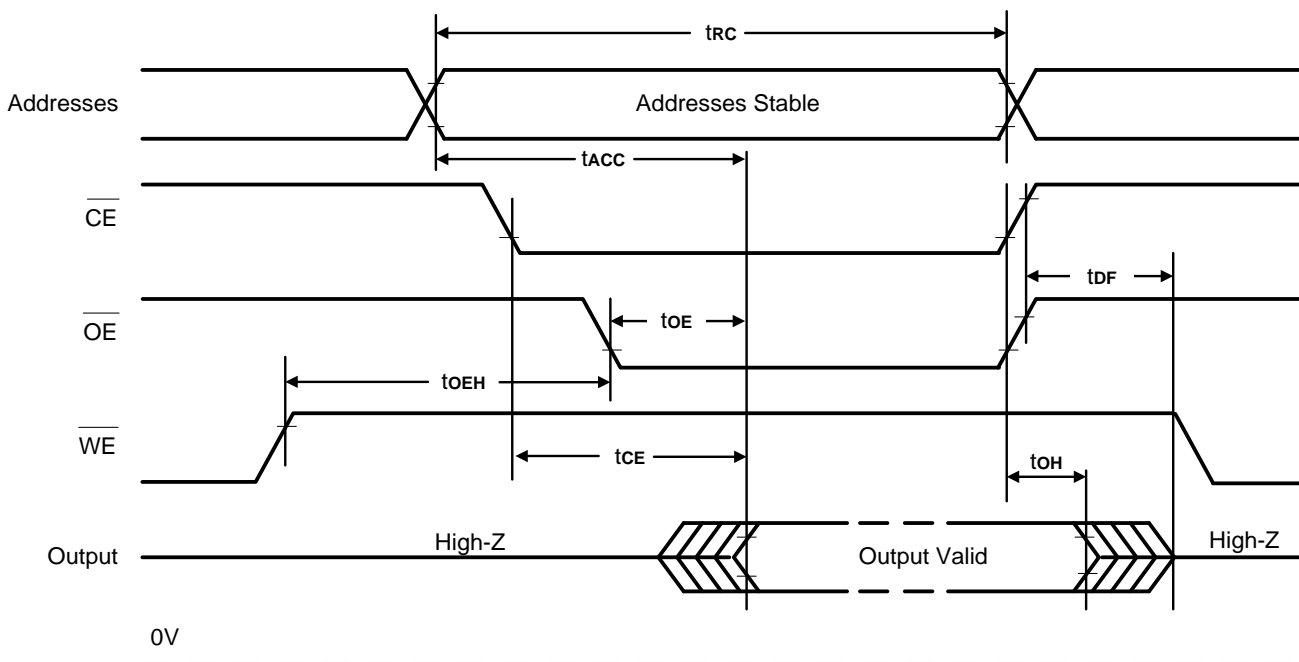 tRC
Addresses
Addresses Stable
tACC
CE
tDF
OE
tOE
tOEH
WE
tCE
tOH
Output
High-Z
Output Valid
High-Z
0V